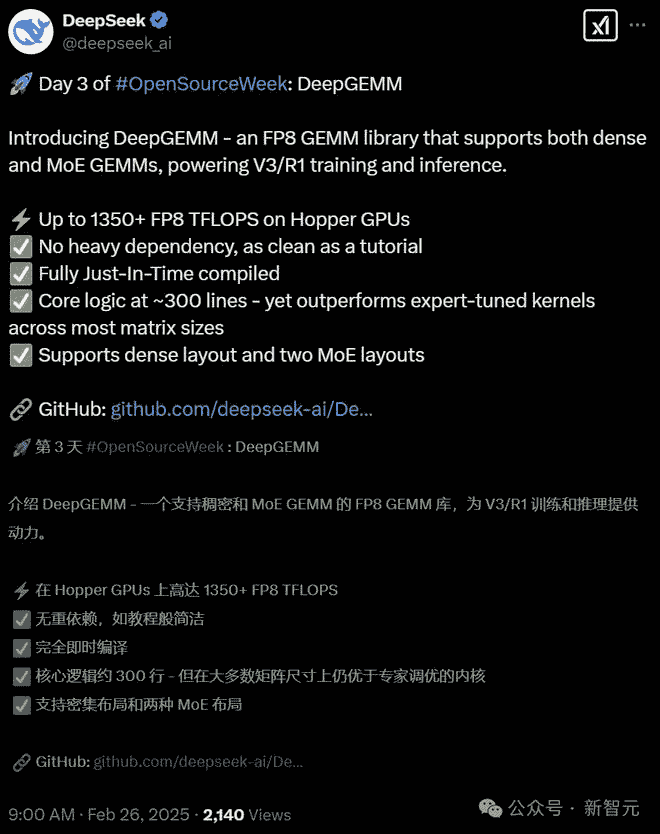 DeepSeek
@deepseek_ai
🚀 Day 3 of #OpenSourceWeek: DeepGEMM
Introducing DeepGEMM - an FP8 GEMM library that supports both dense
and MoE GEMMs, powering V3/R1 training and inference.
⚡ Up to 1350+ FP8 TFLOPS on Hopper GPUs
✅ No heavy dependency, as clean as a tutorial
✅ Fully Just-In-Time compiled
✅ Core logic at ~300 lines - yet outperforms expert-tuned kernels
across most matrix sizes
✅ Supports dense layout and two MoE layouts
🔗 GitHub: github.com/deepseek-ai/De...
🚀 第 3 天 #OpenSourceWeek : DeepGEMM
介绍 DeepGEMM - 一个支持稠密和 MoE GEMM 的 FP8 GEMM 库，为 V3/R1 训练和推理提供
动力。
⚡ 在 Hopper GPUs 上高达 1350+ FP8 TFLOPS
✅ 无重依赖，如教程般简洁
✅ 完全即时编译
✅ 核心逻辑约 300 行 - 但在大多数矩阵尺寸上仍优于专家调优的内核
✅ 支持密集布局和两种 MoE 布局
🔗 GitHub: github.com/deepseek-ai/De...
9:00 AM · Feb 26, 2025 · 2,140 Views
公众号 · 新智元